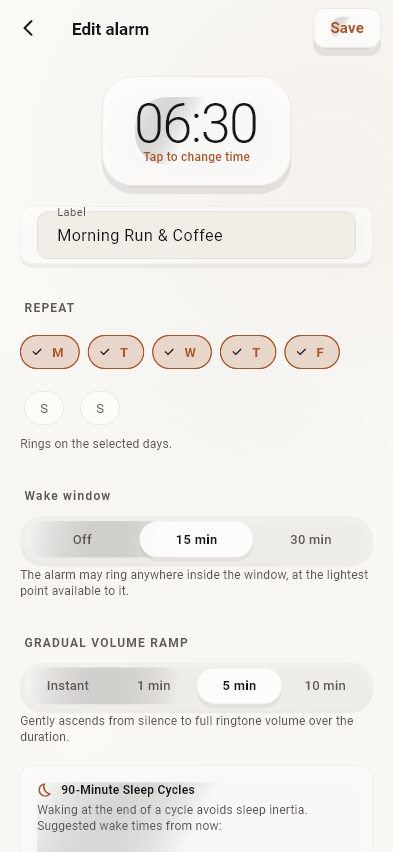 Edit alarm
Save
06:30
Tap to change time
Label
Morning Run & Coffee
REPEAT
M T W T F
S S
Rings on the selected days.
Wake window
Off 15 min 30 min
The alarm may ring anywhere inside the window, at the lightest
point available to it.
GRADUAL VOLUME RAMP
Instant 1 min 5 min 10 min
Gently ascends from silence to full ringtone volume over the
duration.
90-Minute Sleep Cycles
Waking at the end of a cycle avoids sleep inertia.
Suggested wake times from now: